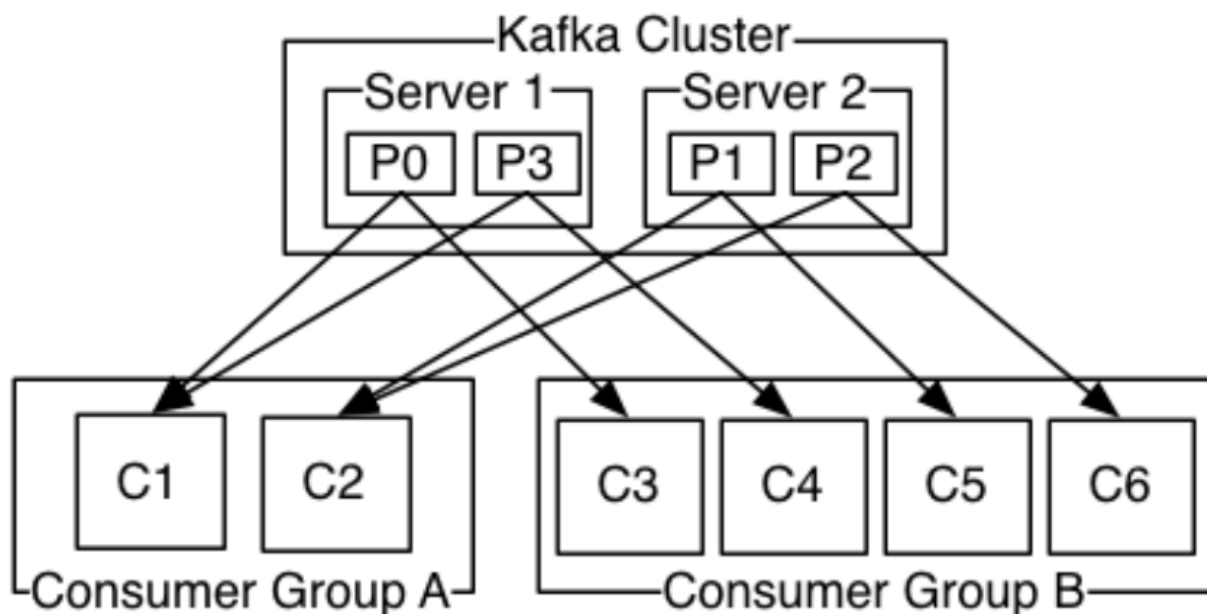 Kafka Cluster
Server 1 Server 2
P0 P3 P1 P2
C1 C2 C3 C4 C5 C6
Consumer Group A Consumer Group B